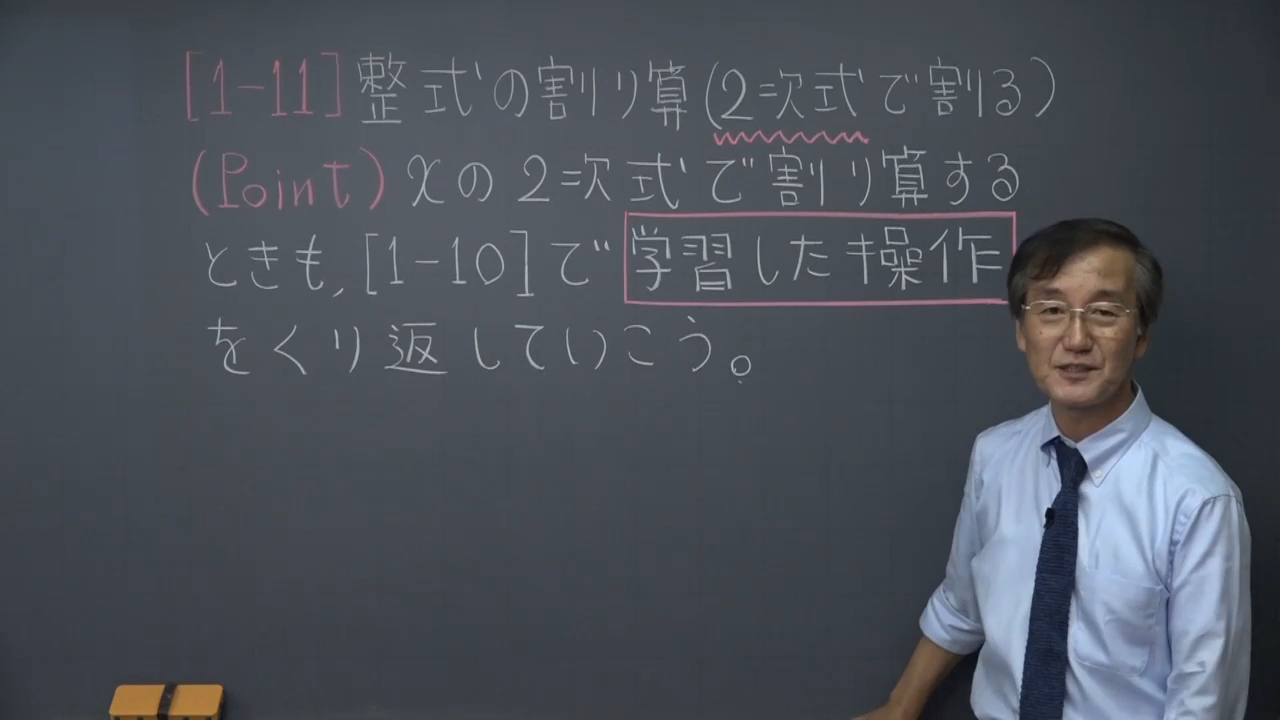 [1-11] 整式の割り算(2次式で割る)
(Point) xの2次式で割り算する
ときも,[1-10]で学習した操作
をくり返していこう。